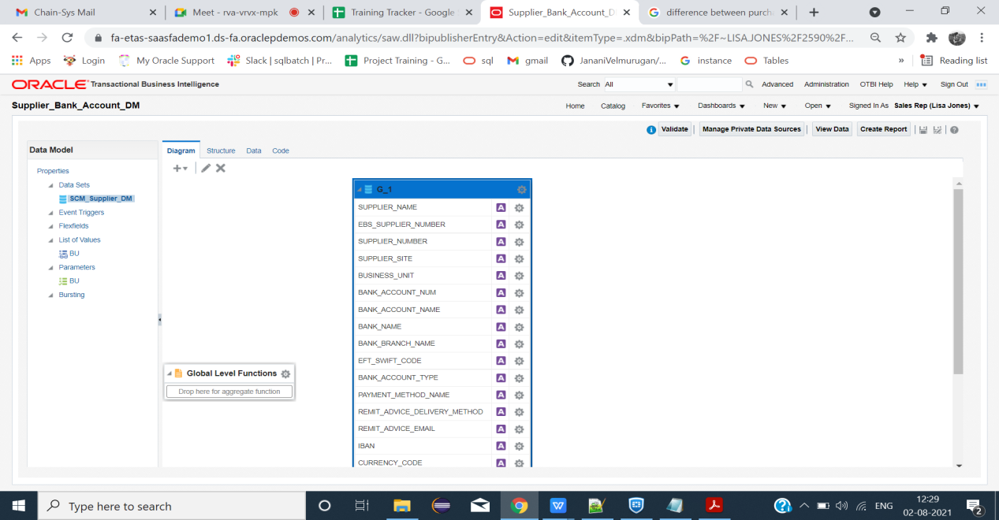 Chain-Sys Mail
Meet - rva-vrvx-mpk
Training Tracker - Google
Supplier_Bank_Account_D
difference between purch
fa-etas-saasfademo1.ds-fa.oraclepdemos.com/analytics/saw.dll?bipublisherEntry&Action=edit&itemType=.xdm&bipPath=%2F~LISAJONES%2F2590%2F...
Apps Login My Oracle Support Slack | sqlbatch | Pr... Project Training - G... sql gmail JananiVelmurugan/... instance Tables » Reading list
ORACLE Transactional Business Intelligence
Search All Advanced Administration OTBI Help Help Sign Out
Supplier_Bank_Account_DM
Home Catalog Favorites Dashboards New Open Signed In As Sales Rep (Lisa Jones)
Validate Manage Private Data Sources View Data Create Report
Data Model
Properties
Data Sets
SCM_Supplier_DM
Event Triggers
Flexfields
List of Values
BU
Parameters
BU
Bursting
Diagram Structure Data Code
G_1
SUPPLIER_NAME A
EBS_SUPPLIER_NUMBER A
SUPPLIER_NUMBER A
SUPPLIER_SITE A
BUSINESS_UNIT A
BANK_ACCOUNT_NUM A
BANK_ACCOUNT_NAME A
BANK_NAME A
BANK_BRANCH_NAME A
EFT_SWIFT_CODE A
BANK_ACCOUNT_TYPE A
PAYMENT_METHOD_NAME A
REMIT_ADVICE_DELIVERY_METHOD A
REMIT_ADVICE_EMAIL A
IBAN A
CURRENCY_CODE A
Global Level Functions
Drop here for aggregate function
Type here to search
ENG
12:29
02-08-2021
2